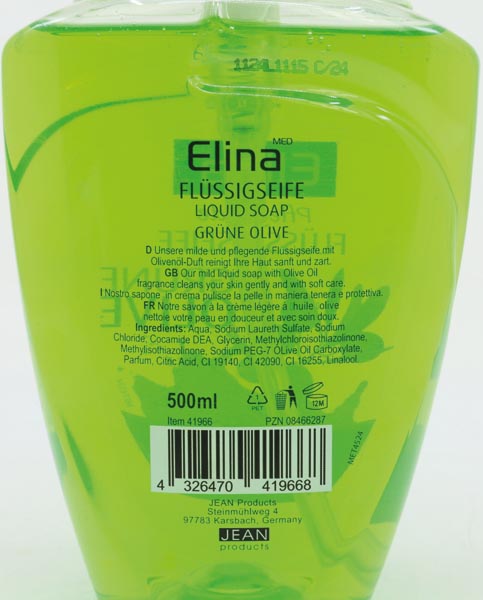 1124.1115 C/24
Elina MED
FLÜSSIGSEIFE
LIQUID SOAP
GRÜNE OLIVE
D Unsere milde und pflegende Flüssigseife mit
Olivenöl-Duft reinigt Ihre Haut sanft und zart.
GB Our mild liquid soap with Olive Oil
fragrance cleans your skin gently and with soft care.
I Nostro sapone in crema pulisce la pelle in maniera tenera e protettiva.
FR Notre savon à la crème légère à huile olive
nettoie votre peau en douceur et avec soin doux.
Ingredients: Aqua, Sodium Laureth Sulfate, Sodium
Chloride, Cocamide DEA, Glycerin, Methylchloroisothiazolinone,
Methylisothiazolinone, Sodium PEG-7 Olive Oil Carboxylate,
Parfum, Citric Acid, CI 19140, CI 42090, CI 16255, Linalool.
500ml
PET
12M
Item 41966
PZN 08466287
MET4524
4 326470 419668
JEAN Products
Steinmühlweg 4
97783 Karsbach, Germany
JEAN
products